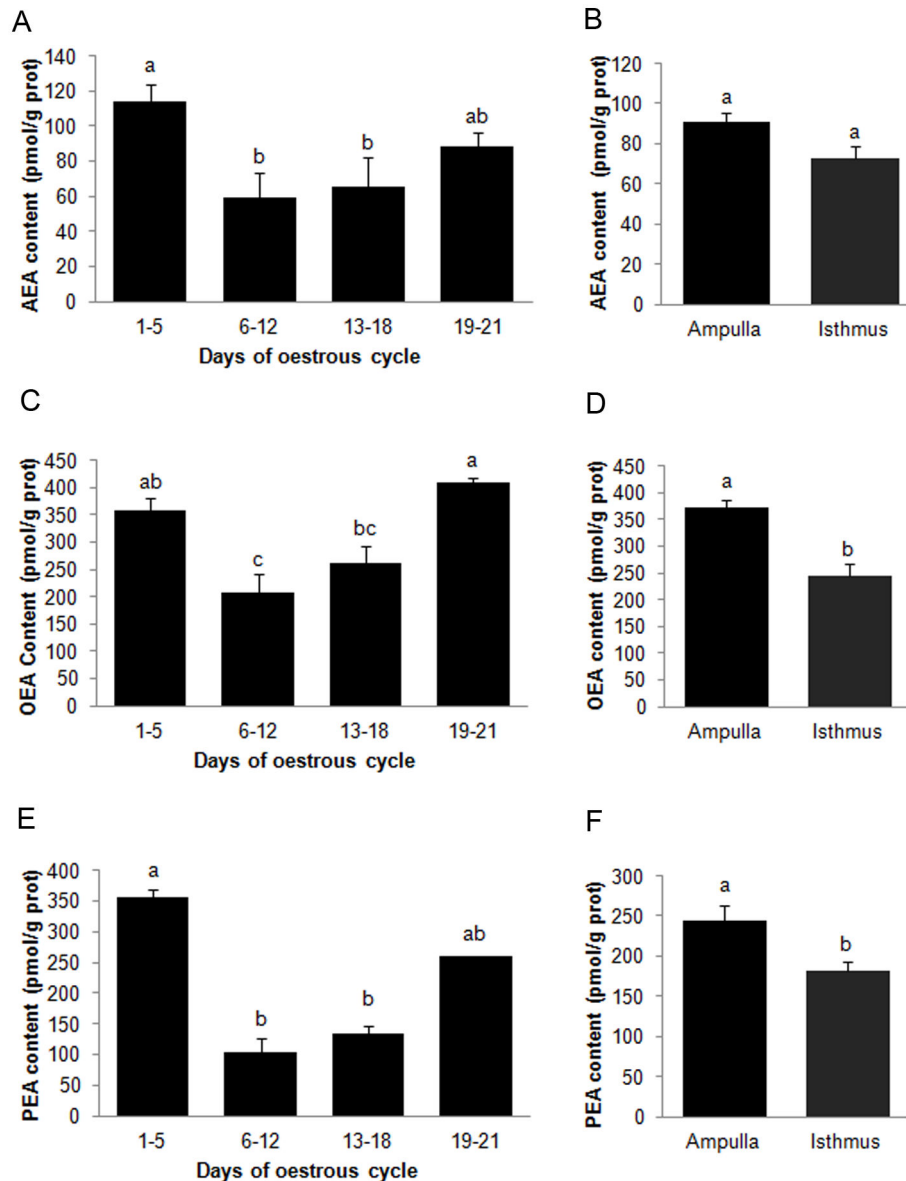 A
AEA content (pmol/g prot)
140
120
100
80
60
40
20
0
a
b
b
ab
1-5 6-12 13-18 19-21
Days of oestrous cycle
B
AEA content (pmol/g prot)
120
100
80
60
40
20
0
a
a
Ampulla Isthmus
C
OEA Content (pmol/g prot)
450
400
350
300
250
200
150
100
50
0
ab
c
bc
a
1-5 6-12 13-18 19-21
Days of oestrous cycle
D
OEA content (pmol/g prot)
450
400
350
300
250
200
150
100
50
0
a
b
Ampulla Isthmus
E
PEA content (pmol/g prot)
400
350
300
250
200
150
100
50
0
a
b
b
ab
1-5 6-12 13-18 19-21
Days of oestrous cycle
F
PEA content (pmol/g prot)
300
250
200
150
100
50
0
a
b
Ampulla Isthmus